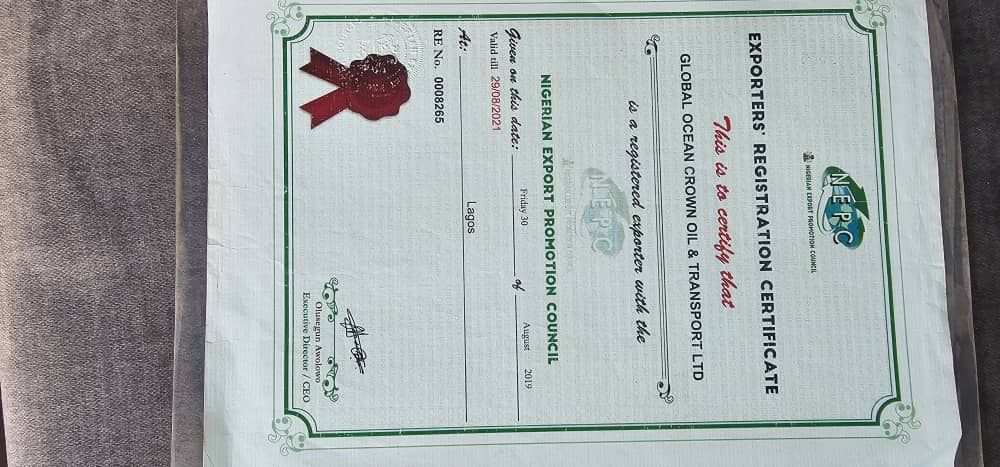 NEPC
NIGERIAN EXPORT PROMOTION COUNCIL
EXPORTERS' REGISTRATION CERTIFICATE
This is to certify that
GLOBAL OCEAN CROWN OIL & TRANSPORT LTD
is a registered exporter with the
NEPC
NIGERIAN EXPORT PROMOTION COUNCIL
Given on this date: Friday 30 of August 2019
Valid till 29/08/2021
At: Lagos
RE No. 0008265
Olusegun Awolowo
Executive Director / CEO